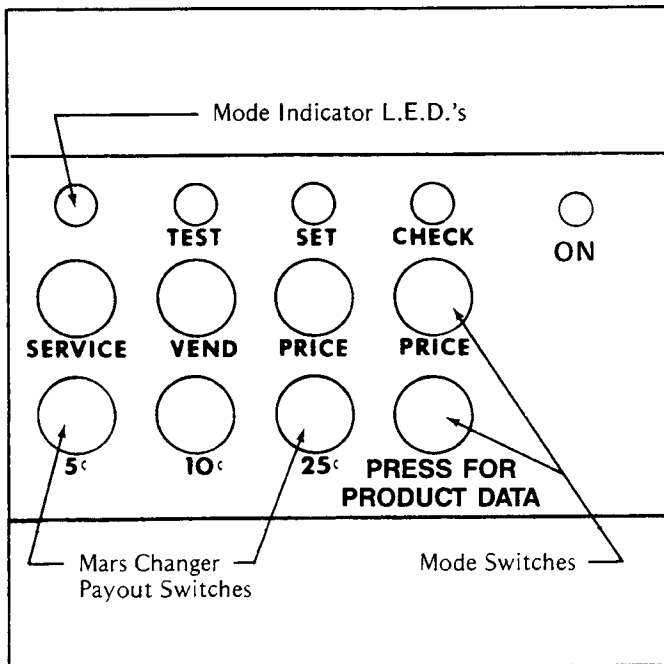 Mode Indicator L.E.D.'s
TEST SET CHECK
ON
SERVICE VEND PRICE PRICE
5¢ 10¢ 25¢ PRESS FOR
PRODUCT DATA
Mars Changer
Payout Switches
Mode Switches